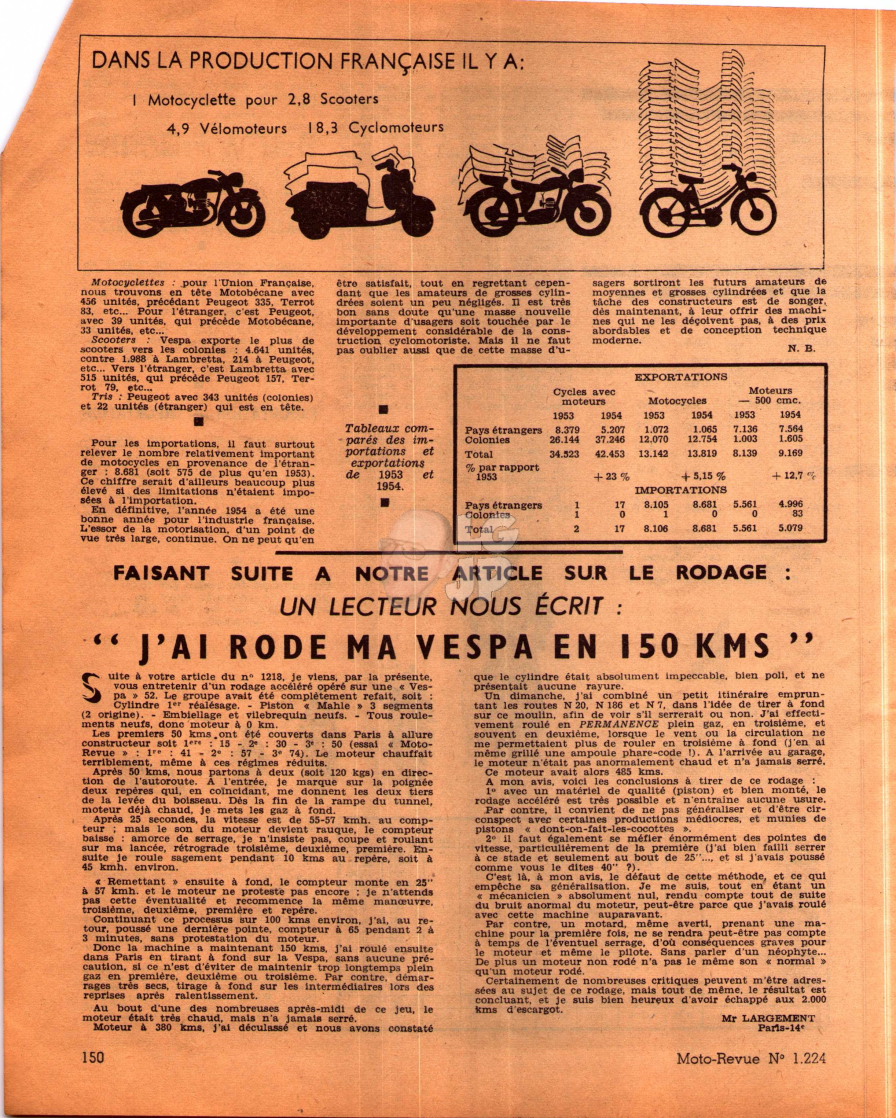 DANS LA PRODUCTION FRANÇAISE IL Y A:
1 Motocyclette pour 2,8 Scooters
4,9 Vélomoteurs 18,3 Cyclomoteurs
Motocyclettes : pour l'Union Française,
nous trouvons en tête Motobécane avec
456 unités, précédant Peugeot 335, Terrot
83, etc... Pour l'étranger, c'est Peugeot,
avec 39 unités, qui précède Motobécane,
33 unités, etc...
Scooters : Vespa exporte le plus de
scooters vers les colonies : 4.641 unités,
contre 1.988 à Lambretta, 214 à Peugeot,
etc... Vers l'étranger, c'est Lambretta avec
515 unités, qui précède Peugeot 157, Ter-
rot 79, etc...
Tris : Peugeot avec 343 unités (colonies)
et 22 unités (étranger) qui est en tête.
Pour les importations, il faut surtout
relever le nombre relativement important
de motocycles en provenance de l'étran-
ger : 8.681 (soit 575 de plus qu'en 1953).
Ce chiffre serait d'ailleurs beaucoup plus
élevé si des limitations n'étaient impo-
sées à l'importation.
En définitive, l'année 1954 a été une
bonne année pour l'industrie française.
L'essor de la motorisation, d'un point de
vue très large, continue. On ne peut qu'en
être satisfait, tout en regrettant cepen-
dant que les amateurs de grosses cylin-
drées soient un peu négligés. Il est très
bon sans doute qu'une masse nouvelle
importante d'usagers soit touchée par le
développement considérable de la cons-
truction cyclomotoriste. Mais il ne faut
pas oublier aussi que de cette masse d'u-
sagers sortiront les futurs amateurs de
moyennes et grosses cylindrées et que la
tâche des constructeurs est de songer,
dès maintenant, à leur offrir des machi-
nes qui ne les déçoivent pas, à des prix
abordables et de conception technique
moderne.
N. B.
Tableaux com-
parés des im-
portations et
exportations
de 1953 et
1954.
EXPORTATIONS
Cycles avec moteurs Motocycles Moteurs — 500 cmc.
1953 1954 1953 1954 1953 1954
Pays étrangers 8.379 5.207 1.072 1.065 7.136 7.564
Colonies 26.144 37.246 12.070 12.754 1.003 1.605
Total 34.523 42.453 13.142 13.819 8.139 9.169
% par rapport
1953 + 23 % + 5,15 % + 12,7 %
IMPORTATIONS
Pays étrangers 1 17 8.105 8.681 5.561 4.996
Colonies 1 0 1 0 0 83
Total 2 17 8.106 8.681 5.561 5.079
FAISANT SUITE A NOTRE ARTICLE SUR LE RODAGE :
UN LECTEUR NOUS ÉCRIT :
“ J'AI RODE MA VESPA EN 150 KMS ”
Suite à votre article du n° 1218, je viens, par la présente,
vous entretenir d'un rodage accéléré opéré sur une « Ves-
pa » 52. Le groupe avait été complètement refait, soit :
Cylindre 1er réalésage. - Piston « Mahle » 3 segments
(2 origine). - Embiellage et vilebrequin neufs. - Tous roule-
ments neufs, donc moteur à 0 km.
Les premiers 50 kms ont été couverts dans Paris à allure
constructeur soit 1ere : 15 - 2e : 30 - 3e : 50 (essai « Moto-
Revue » : 1re : 41 - 2e : 57 - 3e 74). Le moteur chauffait
terriblement, même à ces régimes réduits.
Après 50 kms, nous partons à deux (soit 120 kgs) en direc-
tion de l'autoroute. A l'entrée, je marque sur la poignée
deux repères qui, en coïncidant, me donnent les deux tiers
de la levée du boisseau. Dès la fin de la rampe du tunnel,
moteur déjà chaud, je mets les gaz à fond.
Après 25 secondes, la vitesse est de 55-57 kmh. au comp-
teur ; mais le son du moteur devient rauque, le compteur
baisse : amorce de serrage, je n'insiste pas, coupe et roulant
sur ma lancée, rétrograde troisième, deuxième, première. En-
suite je roule sagement pendant 10 kms au repère, soit à
45 kmh. environ.
« Remettant » ensuite à fond, le compteur monte en 25"
à 57 kmh. et le moteur ne proteste pas encore : je n'attends
pas cette éventualité et recommence la même manœuvre,
troisième, deuxième, première et repère.
Continuant ce processus sur 100 kms environ, j'ai, au re-
tour, poussé une dernière pointe, compteur à 65 pendant 2 à
3 minutes, sans protestation du moteur.
Donc la machine a maintenant 150 kms, j'ai roulé ensuite
dans Paris en tirant à fond sur la Vespa, sans aucune pré-
caution, si ce n'est d'éviter de maintenir trop longtemps plein
gaz en première, deuxième ou troisième. Par contre, démar-
rages très secs, tirage à fond sur les intermédiaires lors des
reprises après ralentissement.
Au bout d'une des nombreuses après-midi de ce jeu, le
moteur était très chaud, mais n'a jamais serré.
Moteur à 380 kms, j'ai déculassé et nous avons constaté
que le cylindre était absolument impeccable, bien poli, et ne
présentait aucune rayure.
Un dimanche, j'ai combiné un petit itinéraire emprun-
tant les routes N 20, N 186 et N 7, dans l'idée de tirer à fond
sur ce moulin, afin de voir s'il serrerait ou non. J'ai effecti-
vement roulé en PERMANENCE plein gaz, en troisième, et
souvent en deuxième, lorsque le vent ou la circulation ne
me permettaient plus de rouler en troisième à fond (j'en ai
même grillé une ampoule phare-code !). A l'arrivée au garage,
le moteur n'était pas anormalement chaud et n'a jamais serré.
Ce moteur avait alors 485 kms.
A mon avis, voici les conclusions à tirer de ce rodage :
1° avec un matériel de qualité (piston) et bien monté, le
rodage accéléré est très possible et n'entraine aucune usure.
Par contre, il convient de ne pas généraliser et d'être cir-
conspect avec certaines productions médiocres, et munies de
pistons « dont-on-fait-les-cocottes ».
2° il faut également se méfier énormément des pointes de
vitesse, particulièrement de la première (j'ai bien failli serrer
à ce stade et seulement au bout de 25"..., et si j'avais poussé
comme vous le dites 40" ?).
C'est là, à mon avis, le défaut de cette méthode, et ce qui
empêche sa généralisation. Je me suis, tout en étant un
« mécanicien » absolument nul, rendu compte tout de suite
du bruit anormal du moteur, peut-être parce que j'avais roulé
avec cette machine auparavant.
Par contre, un motard, même averti, prenant une ma-
chine pour la première fois, ne se rendra peut-être pas compte
à temps de l'éventuel serrage, d'où conséquences graves pour
le moteur et même le pilote. Sans parler d'un néophyte...
De plus un moteur non rodé n'a pas le même son « normal »
qu'un moteur rodé.
Certainement de nombreuses critiques peuvent m'être adres-
sées au sujet de ce rodage, mais tout de même, le résultat est
concluant, et je suis bien heureux d'avoir échappé aux 2.000
kms d'escargot.
Mr LARGEMENT
Paris-14e
150
Moto-Revue N° 1.224